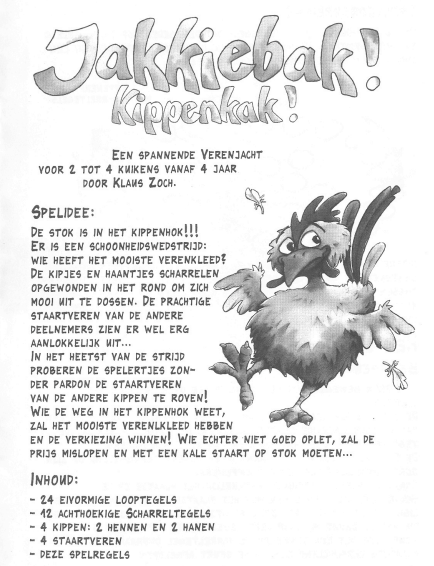 Jakkiebak!
Kippenkak!
Een spannende Verenjacht
voor 2 tot 4 kuikens vanaf 4 jaar
door Klaus Zoch.
Spelidee:
De stok is in het kippenhok!!!
Er is een schoonheidswedstrijd:
wie heeft het mooiste verenkleed?
De kipjes en haantjes scharrelen
opgewonden in het rond om zich
mooi uit te dossen. De prachtige
staartveren van de andere
deelnemers zien er wel erg
aanlokkelijk uit...
In het heetst van de strijd
proberen de spelertjes zon-
der pardon de staartveren
van de andere kippen te roven!
Wie de weg in het kippenhok weet,
zal het mooiste verenlkleed hebben
en de verkiezing winnen! Wie echter niet goed oplet, zal de
prijs mislopen en met een kale staart op stok moeten...
Inhoud:
- 24 eivormige looptegels
- 12 achthoekige Scharreltegels
- 4 kippen: 2 hennen en 2 hanen
- 4 staartveren
- deze spelregels